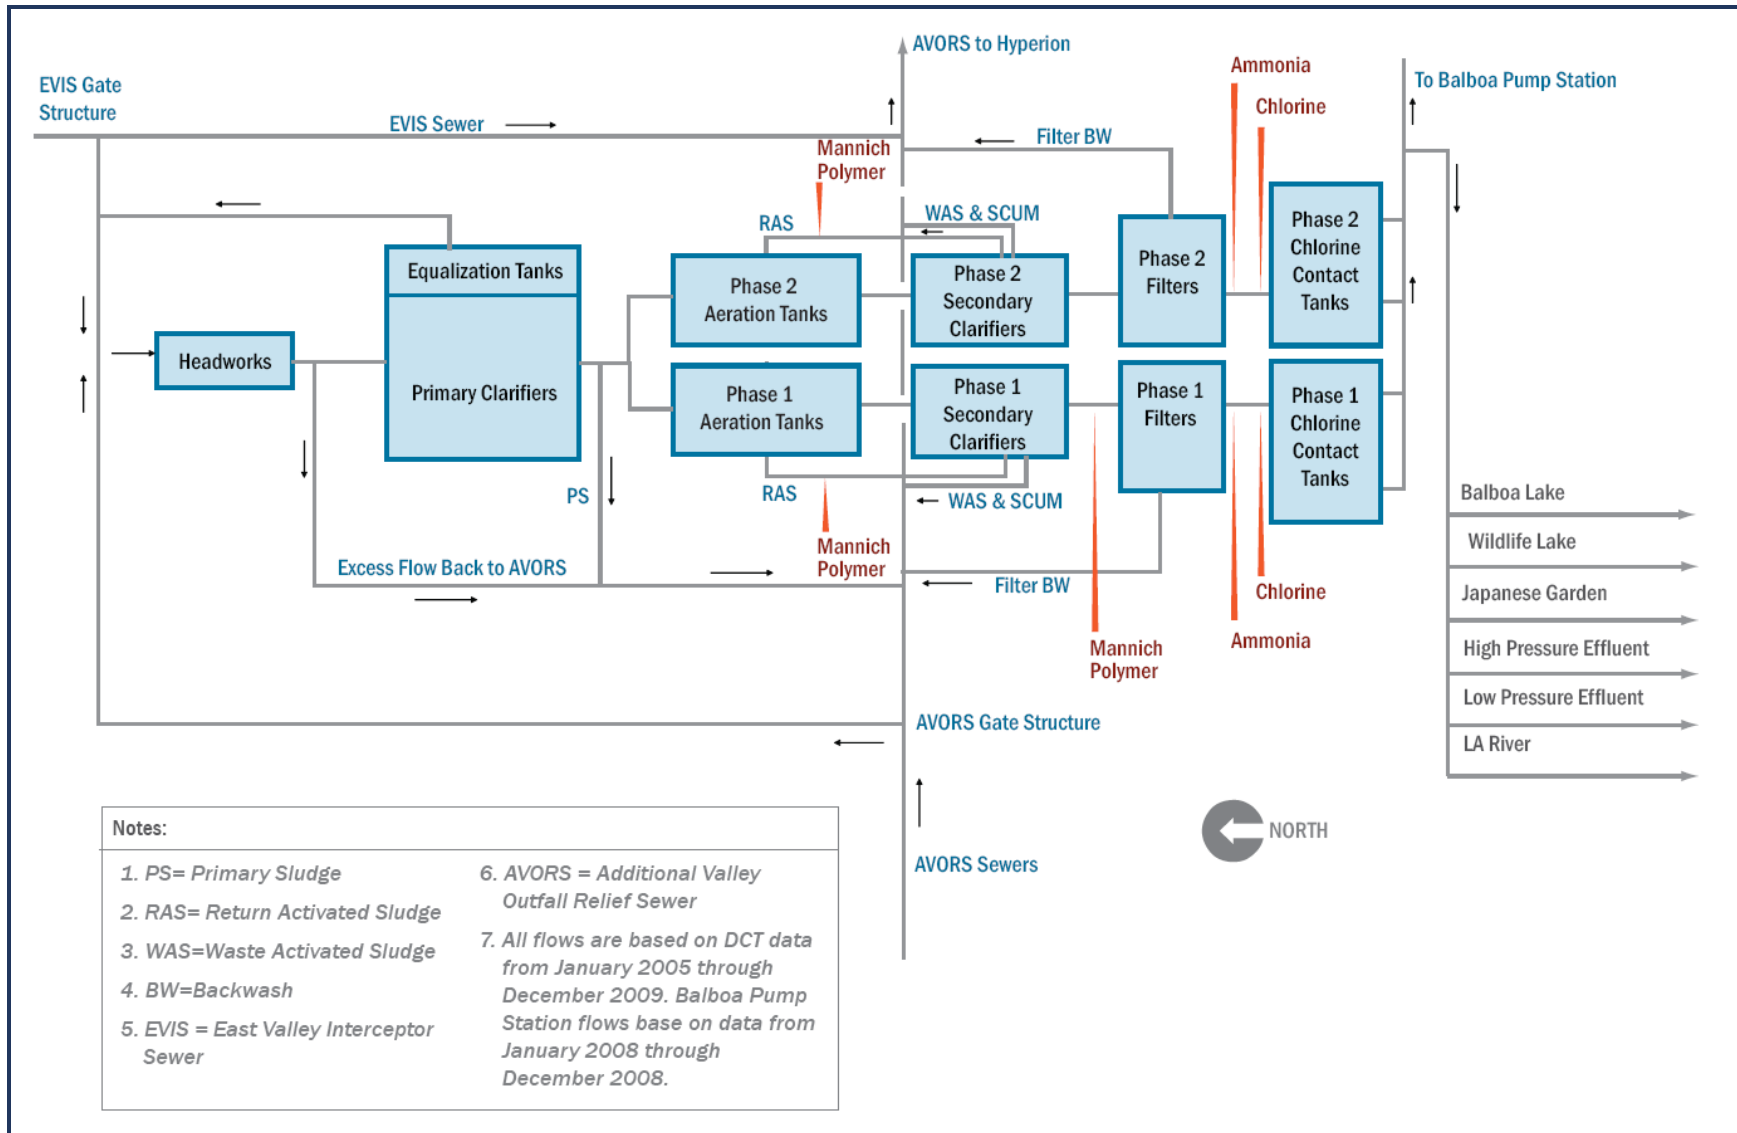 AVORS to Hyperion
EVIS Gate
Structure
EVIS Sewer
Mannich
Polymer
Filter BW
Ammonia
Chlorine
To Balboa Pump Station
RAS
WAS & SCUM
Equalization Tanks
Primary Clarifiers
Headworks
Phase 2
Aeration Tanks
Phase 2
Secondary
Clarifiers
Phase 2
Filters
Phase 2
Chlorine
Contact
Tanks
Phase 1
Aeration Tanks
Phase 1
Secondary
Clarifiers
Phase 1
Filters
Phase 1
Chlorine
Contact
Tanks
PS
RAS
WAS & SCUM
Mannich
Polymer
Excess Flow Back to AVORS
Filter BW
Chlorine
Ammonia
Mannich
Polymer
Balboa Lake
Wildlife Lake
Japanese Garden
High Pressure Effluent
Low Pressure Effluent
LA River
AVORS Gate Structure
AVORS Sewers
NORTH
Notes:
1. PS= Primary Sludge
2. RAS= Return Activated Sludge
3. WAS=Waste Activated Sludge
4. BW=Backwash
5. EVIS = East Valley Interceptor
Sewer
6. AVORS = Additional Valley
Outfall Relief Sewer
7. All flows are based on DCT data
from January 2005 through
December 2009. Balboa Pump
Station flows base on data from
January 2008 through
December 2008.